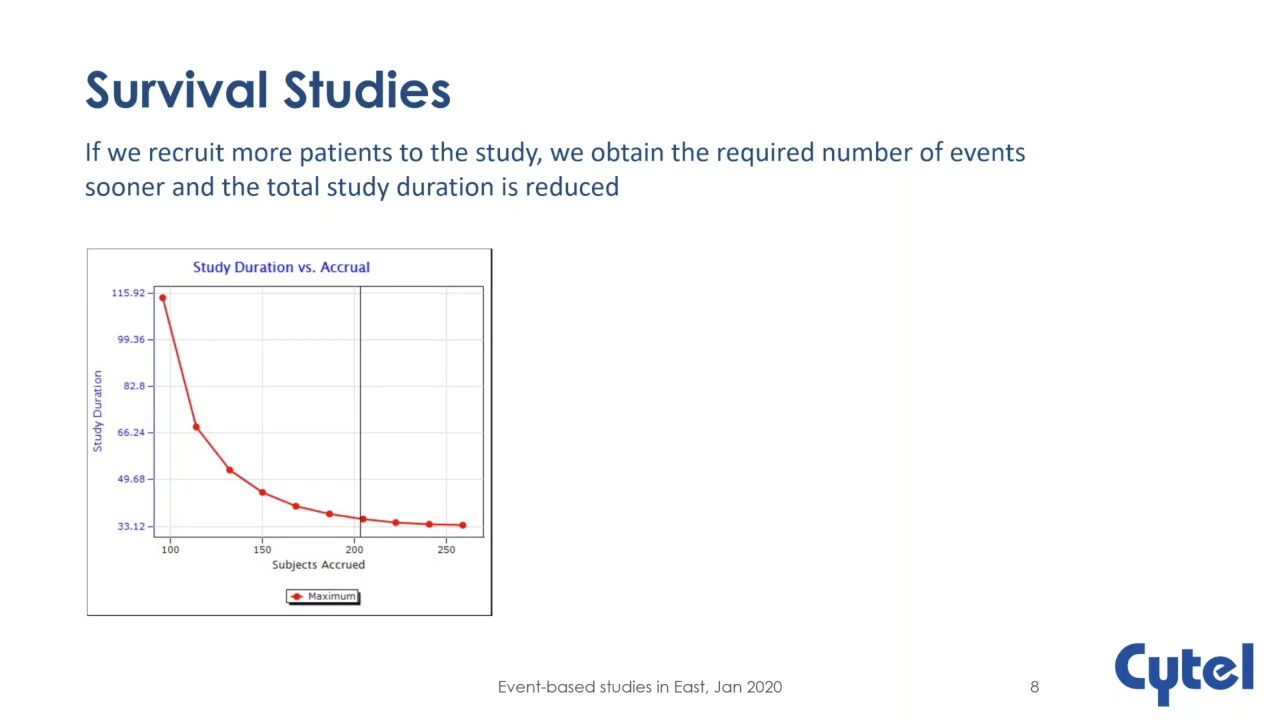 Survival Studies
If we recruit more patients to the study, we obtain the required number of events
sooner and the total study duration is reduced
Study Duration vs. Accrual
115.92
99.36
82.8
66.24
49.68
33.12
Study Duration
100 150 200 250
Subjects Accrued
Maximum
Event-based studies in East, Jan 2020
8
Cytel